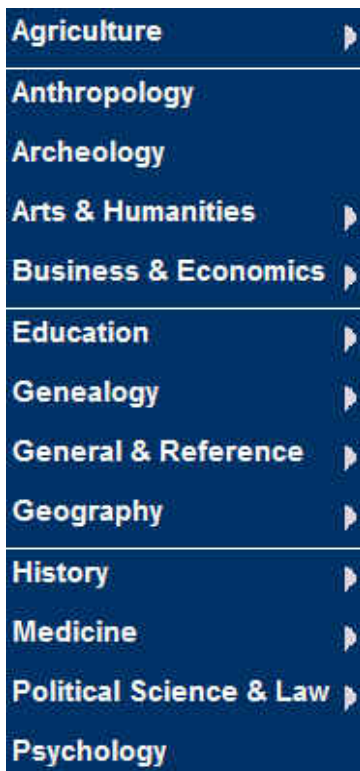 Agriculture
Anthropology
Archeology
Arts & Humanities
Business & Economics
Education
Genealogy
General & Reference
Geography
History
Medicine
Political Science & Law
Psychology